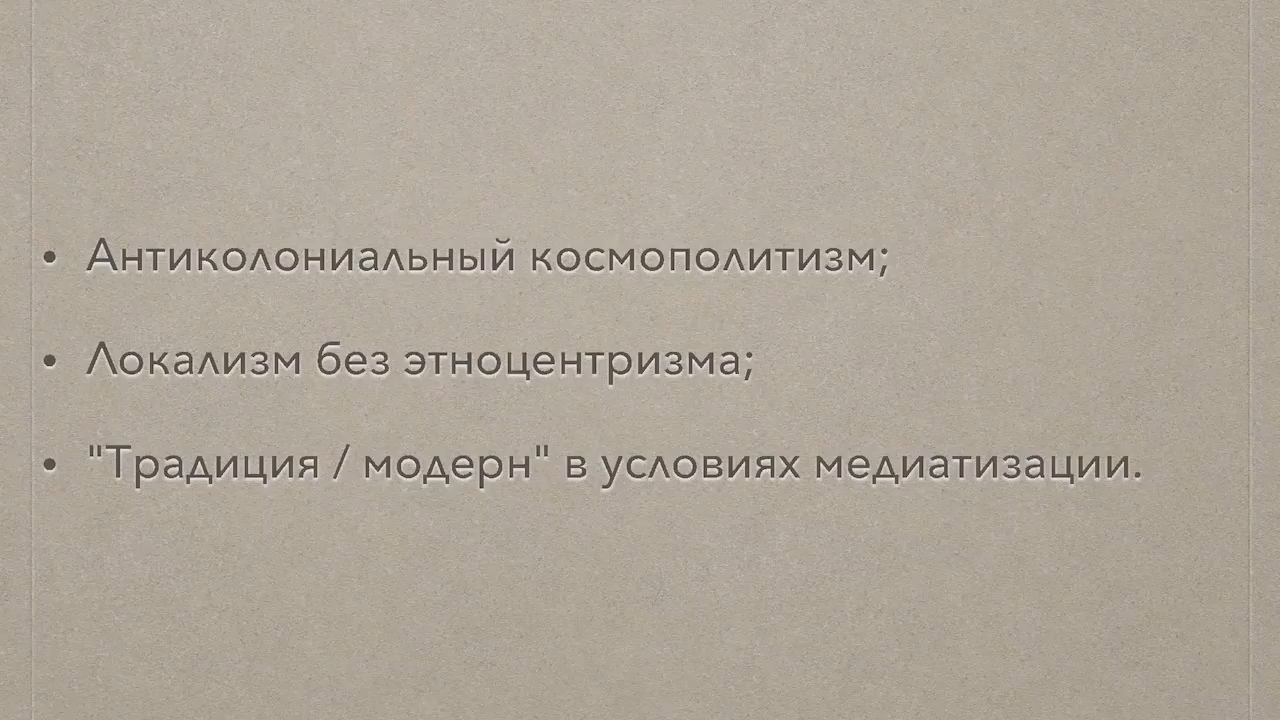 • Антиколониальный космополитизм;
• Локализм без этноцентризма;
• "Традиция / модерн" в условиях медиатизации.